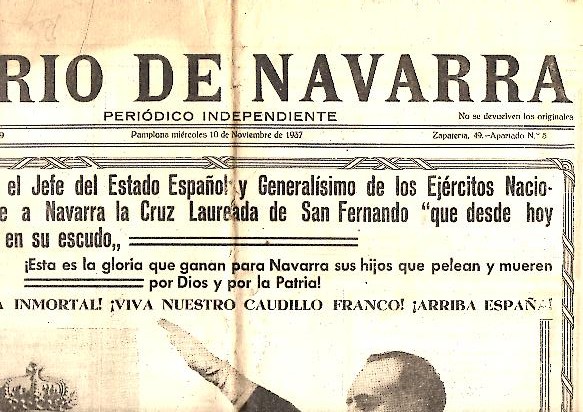 RIO DE NAVARRA
PERIÓDICO INDEPENDIENTE
No se devuelven los originales
9 Pamplona miércoles 10 de Noviembre de 1937 Zapatería, 49.-Apartado N.º 5
el Jefe del Estado Español y Generalísimo de los Ejércitos Nacio-
e a Navarra la Cruz Laureada de San Fernando “que desde hoy
en su escudo„
¡Esta es la gloria que ganan para Navarra sus hijos que pelean y mueren
por Dios y por la Patria!
A INMORTAL! ¡VIVA NUESTRO CAUDILLO FRANCO! ¡ARRIBA ESPAÑA!